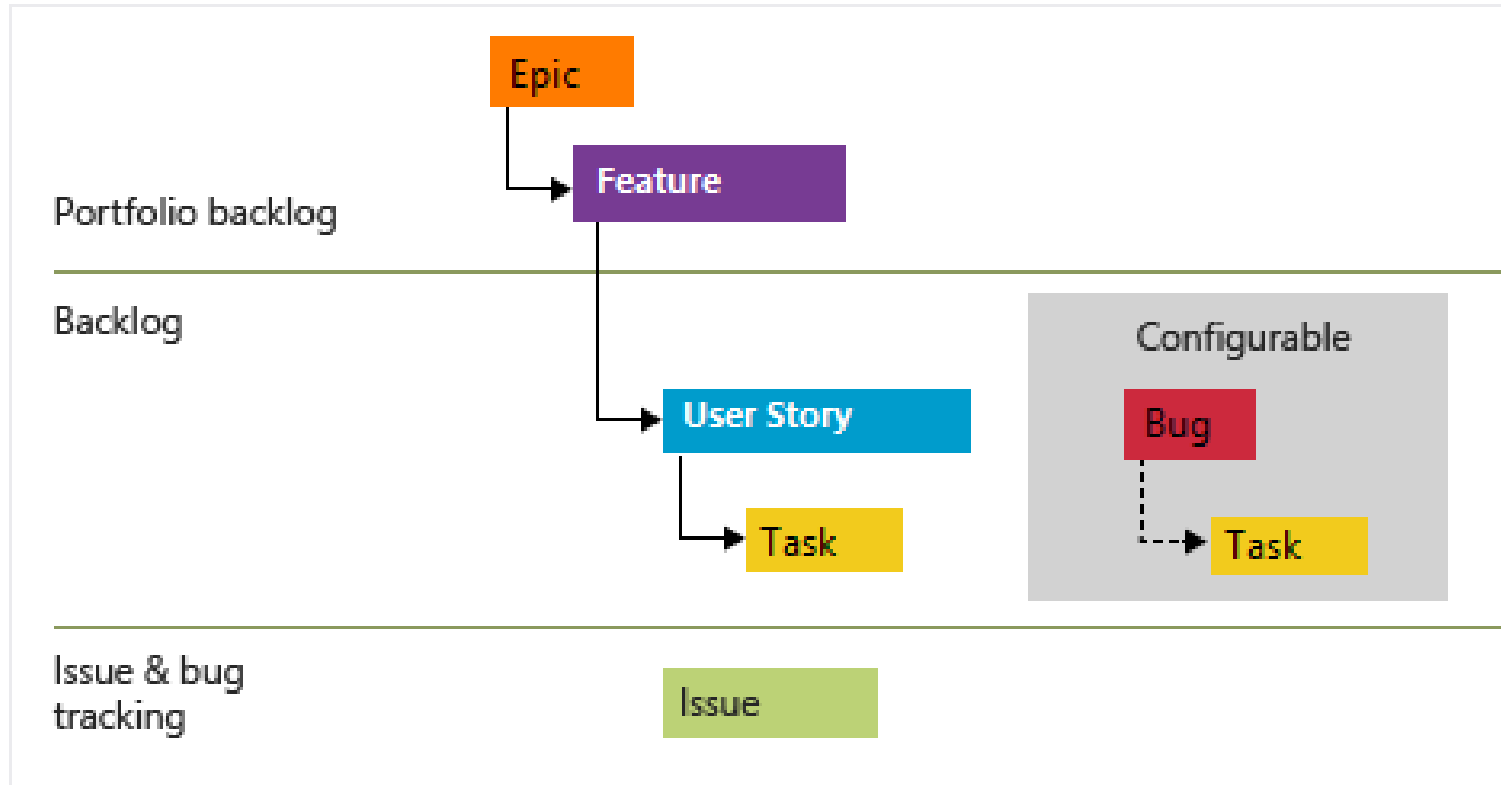 Epic
Feature
Portfolio backlog
Backlog
Configurable
User Story
Bug
Task
Task
Issue & bug
tracking
Issue